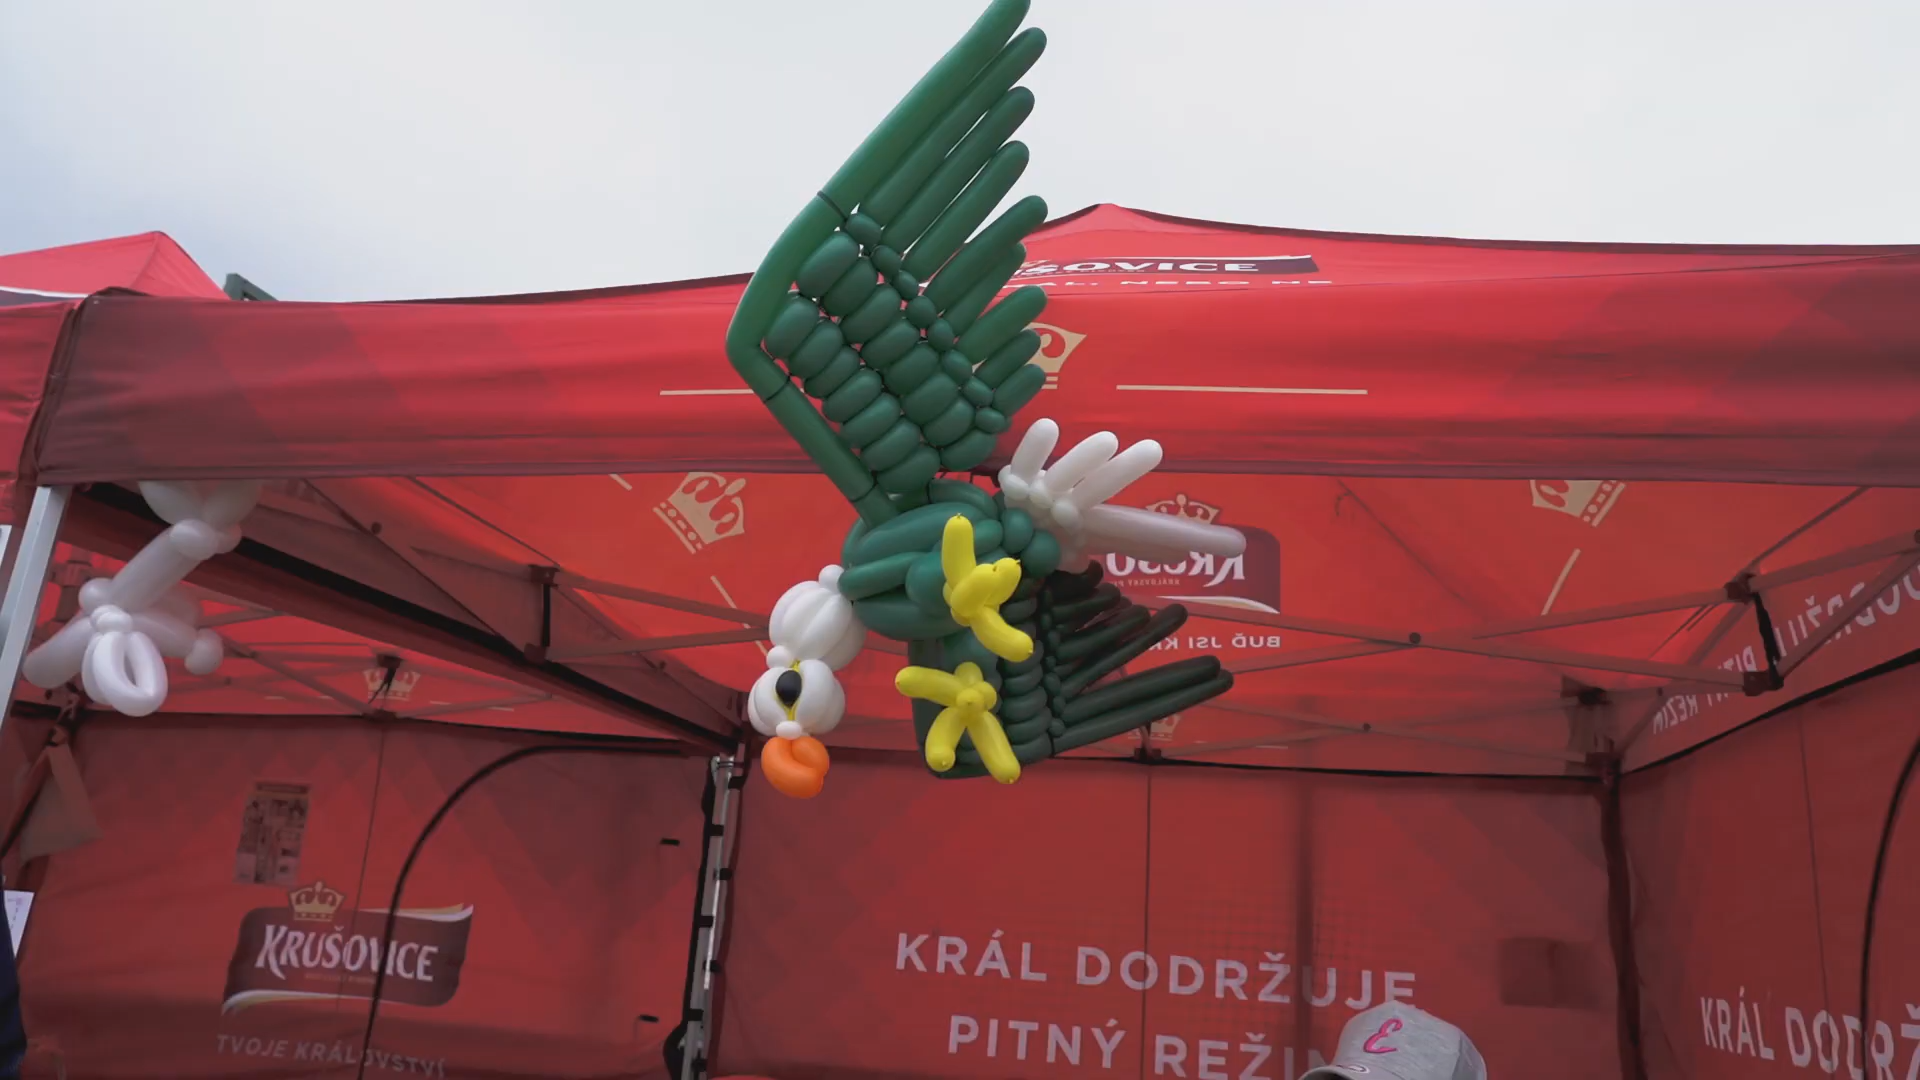 KRUŠOVICE
KRUŠOVICE
BUĎ JSI KR
KRUŠOVICE
TVOJE KRÁLOVSTVÍ
KRÁL DODRŽUJE
PITNÝ REŽIM
E
KRÁL DODRŽ